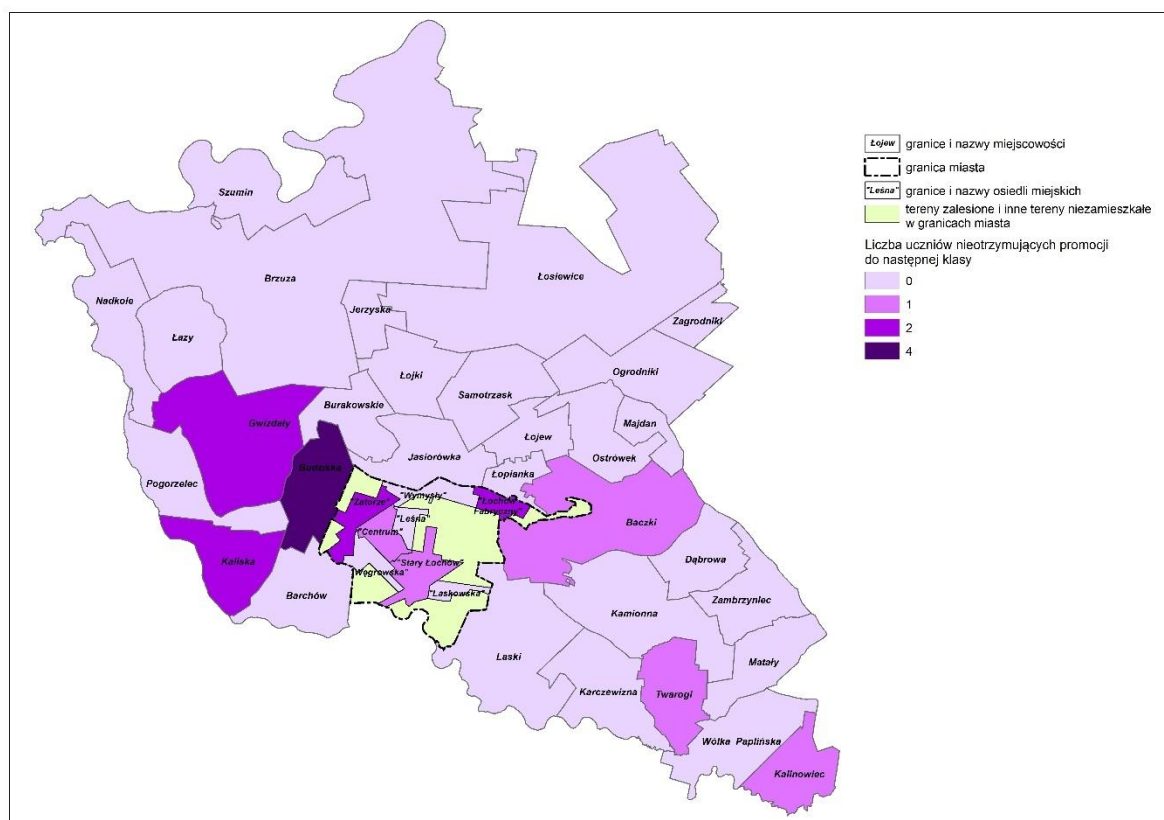 Szumin
Brzuza
Nadkole
Łosiewice
Jerzyska
Zagrodniki
Łazy
Łojki
Ogrodniki
Samotrzask
Burakowskie
Gwizdały
Majdan
Łojew
Jasiorówka
Ostrówek
Budziska
Łopianka
Pogorzelec
"Zatorze"
"Wymysły"
"Łochów
Fabryczny"
"Leśna"
Baczki
"Centrum"
Kaliska
"Stary Łochów"
Dąbrowa
"Węgrowska"
Barchów
"Laskowska"
Zambrzyniec
Kamionna
Laski
Matały
Karczewizna
Twarogi
Wólka Paplińska
Kalinowiec
Łojew granice i nazwy miejscowości
granica miasta
"Leśna" granice i nazwy osiedli miejskich
tereny zalesione i inne tereny niezamieszkałe
w granicach miasta
Liczba uczniów nieotrzymujących promocji
do następnej klasy
0
1
2
4